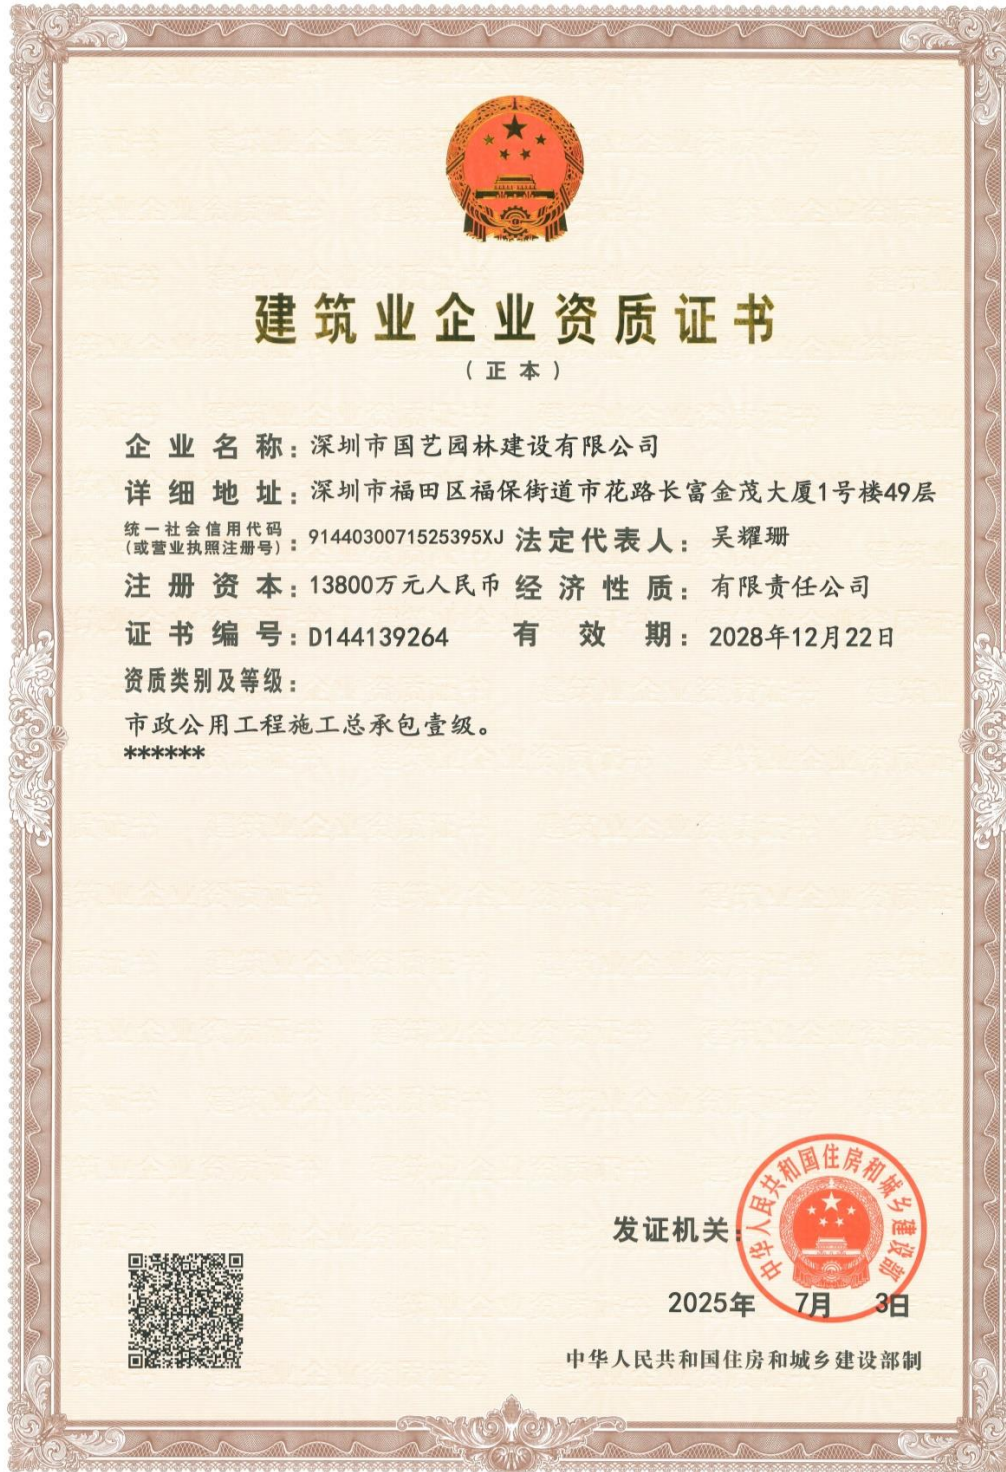 建筑业企业资质证书
（正本）
企业名称：深圳市国艺园林建设有限公司
详细地址：深圳市福田区福保街道市花路长富金茂大厦1号楼49层
统一社会信用代码
（或营业执照注册号）：9144030071525395XJ 法定代表人：吴耀珊
注册资本：13800万元人民币 经济性质：有限责任公司
证书编号：D144139264 有效期：2028年12月22日
资质类别及等级：
市政公用工程施工总承包壹级。
******
中华人民共和国住房和城乡建设部
发证机关：
2025年 7月 3日
中华人民共和国住房和城乡建设部制